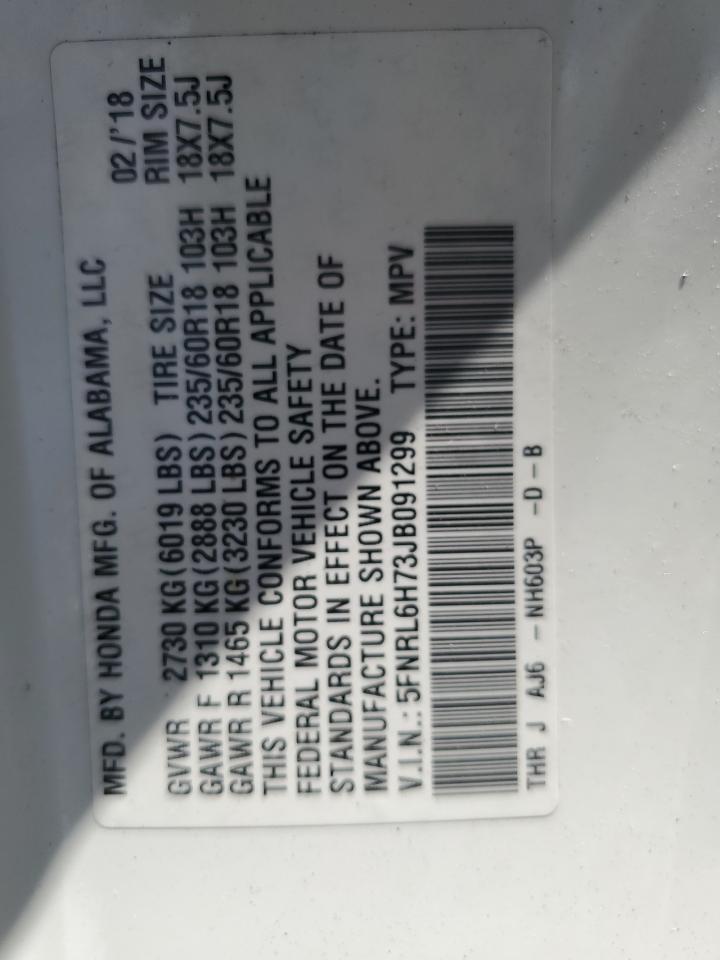 MFD. BY HONDA MFG. OF ALABAMA, LLC 02/'18
GVWR 2730 KG(6019 LBS) TIRE SIZE RIM SIZE
GAWR F 1310 KG(2888 LBS)235/60R18 103H 18X7.5J
GAWR R 1465 KG(3230 LBS)235/60R18 103H 18X7.5J
THIS VEHICLE CONFORMS TO ALL APPLICABLE
FEDERAL MOTOR VEHICLE SAFETY
STANDARDS IN EFFECT ON THE DATE OF
MANUFACTURE SHOWN ABOVE.
V.I.N.: 5FNRL6H73JB091299 TYPE: MPV
THR J AJ6 - NH603P -D-B